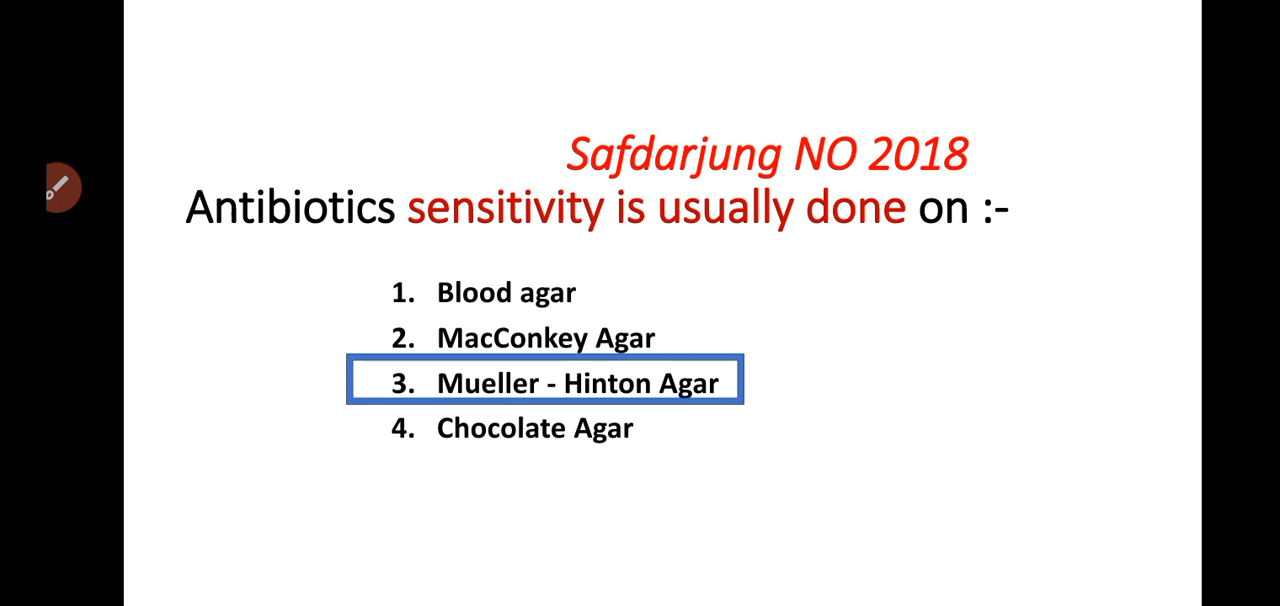 Safdarjung NO 2018
Antibiotics sensitivity is usually done on :-
1. Blood agar
2. MacConkey Agar
3. Mueller - Hinton Agar
4. Chocolate Agar